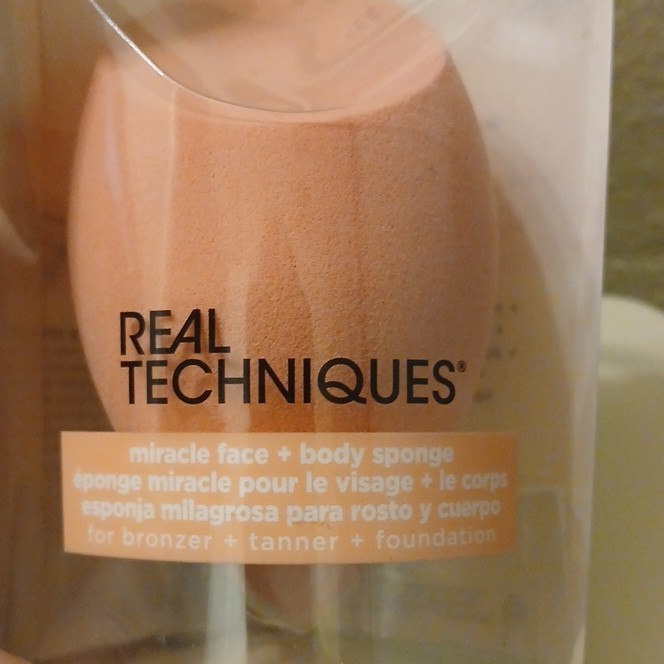 REAL
TECHNIQUES®
miracle face + body sponge
éponge miracle pour le visage + le corps
esponja milagrosa para rosto y cuerpo
for bronzer + tanner + foundation